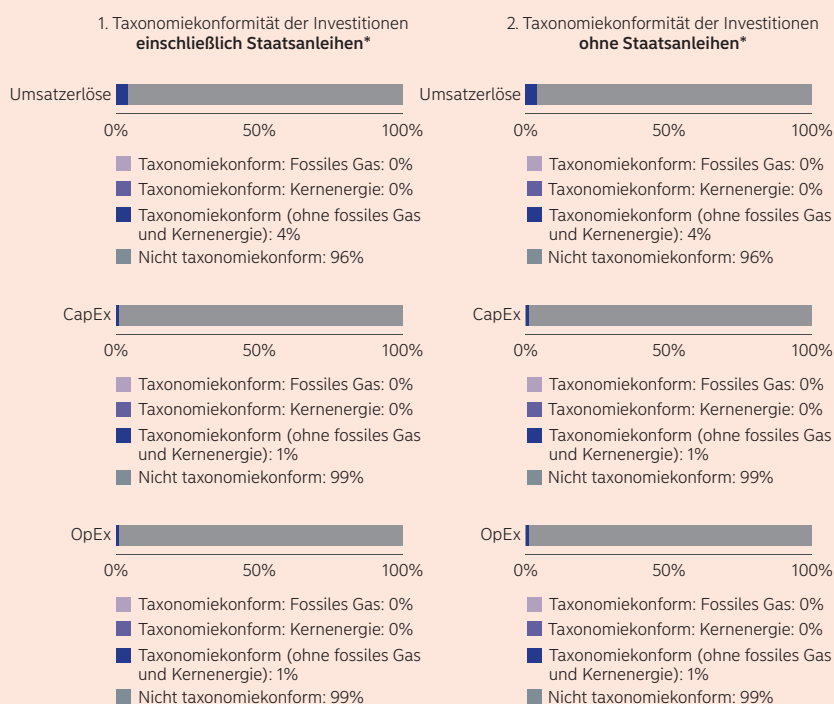 1. Taxonomiekonformität der Investitionen
einschließlich Staatsanleihen*
Umsatzerlöse
0% 50% 100%
Taxonomiekonform: Fossiles Gas: 0%
Taxonomiekonform: Kernenergie: 0%
Taxonomiekonform (ohne fossiles Gas
und Kernenergie): 4%
Nicht taxonomiekonform: 96%
CapEx
0% 50% 100%
Taxonomiekonform: Fossiles Gas: 0%
Taxonomiekonform: Kernenergie: 0%
Taxonomiekonform (ohne fossiles Gas
und Kernenergie): 1%
Nicht taxonomiekonform: 99%
OpEx
0% 50% 100%
Taxonomiekonform: Fossiles Gas: 0%
Taxonomiekonform: Kernenergie: 0%
Taxonomiekonform (ohne fossiles Gas
und Kernenergie): 1%
Nicht taxonomiekonform: 99%
2. Taxonomiekonformität der Investitionen
ohne Staatsanleihen*
Umsatzerlöse
0% 50% 100%
Taxonomiekonform: Fossiles Gas: 0%
Taxonomiekonform: Kernenergie: 0%
Taxonomiekonform (ohne fossiles Gas
und Kernenergie): 4%
Nicht taxonomiekonform: 96%
CapEx
0% 50% 100%
Taxonomiekonform: Fossiles Gas: 0%
Taxonomiekonform: Kernenergie: 0%
Taxonomiekonform (ohne fossiles Gas
und Kernenergie): 1%
Nicht taxonomiekonform: 99%
OpEx
0% 50% 100%
Taxonomiekonform: Fossiles Gas: 0%
Taxonomiekonform: Kernenergie: 0%
Taxonomiekonform (ohne fossiles Gas
und Kernenergie): 1%
Nicht taxonomiekonform: 99%